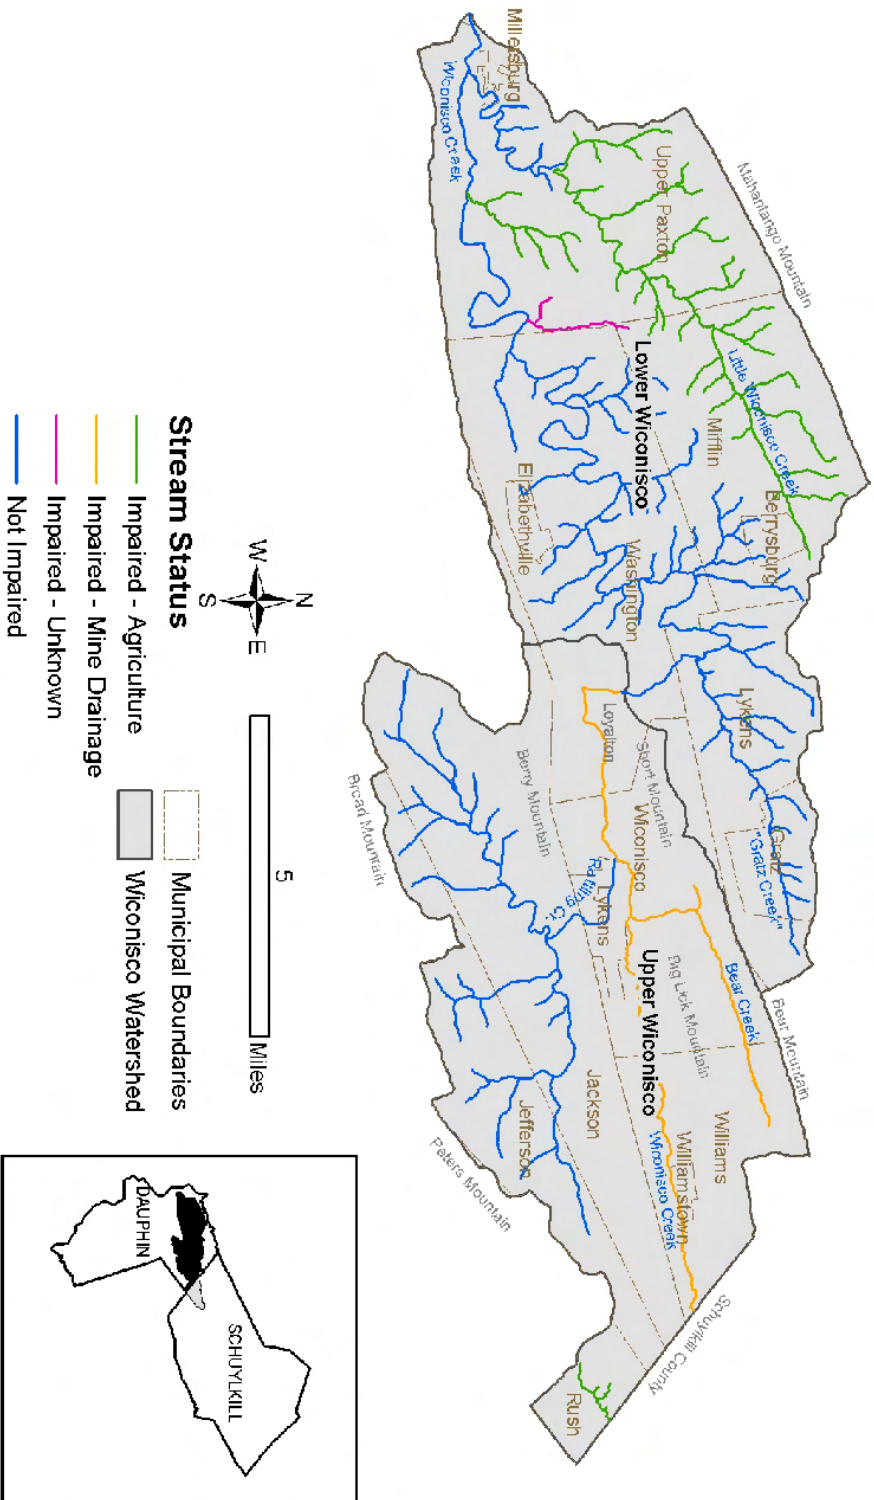 Mahantango Mountain
Millersburg
Upper Paxton
Wiconisco Creek
Little Wiconisco Creek
Lower Wiconisco
Mifflin
Berrysburg
Elizabethville
Washington
Lykens
Gratz
"Gratz Creek"
Loyalton
Short Mountain
Wiconisco
Berry Mountain
Broad Mountain
Rattling Cr.
Lykens
Bear Creek
Bear Mountain
Big Lick Mountain
Upper Wiconisco
Williams
Williamstown
Wiconisco Creek
Jackson
Jefferson
Peters Mountain
Schuylkill County
Rush
Stream Status
Impaired - Agriculture
Impaired - Mine Drainage
Impaired - Unknown
Not Impaired
Municipal Boundaries
Wiconisco Watershed
N
W
E
S
5
Miles
DAUPHIN
SCHUYLKILL